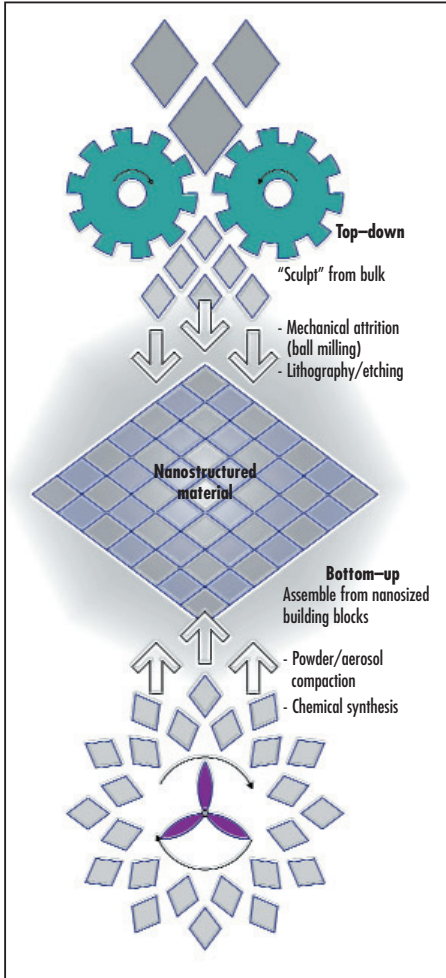 Top–down
“Sculpt” from bulk
- Mechanical attrition
(ball milling)
- Lithography/etching
Nanostructured
material
Bottom–up
Assemble from nanosized
building blocks
- Powder/aerosol
compaction
- Chemical synthesis